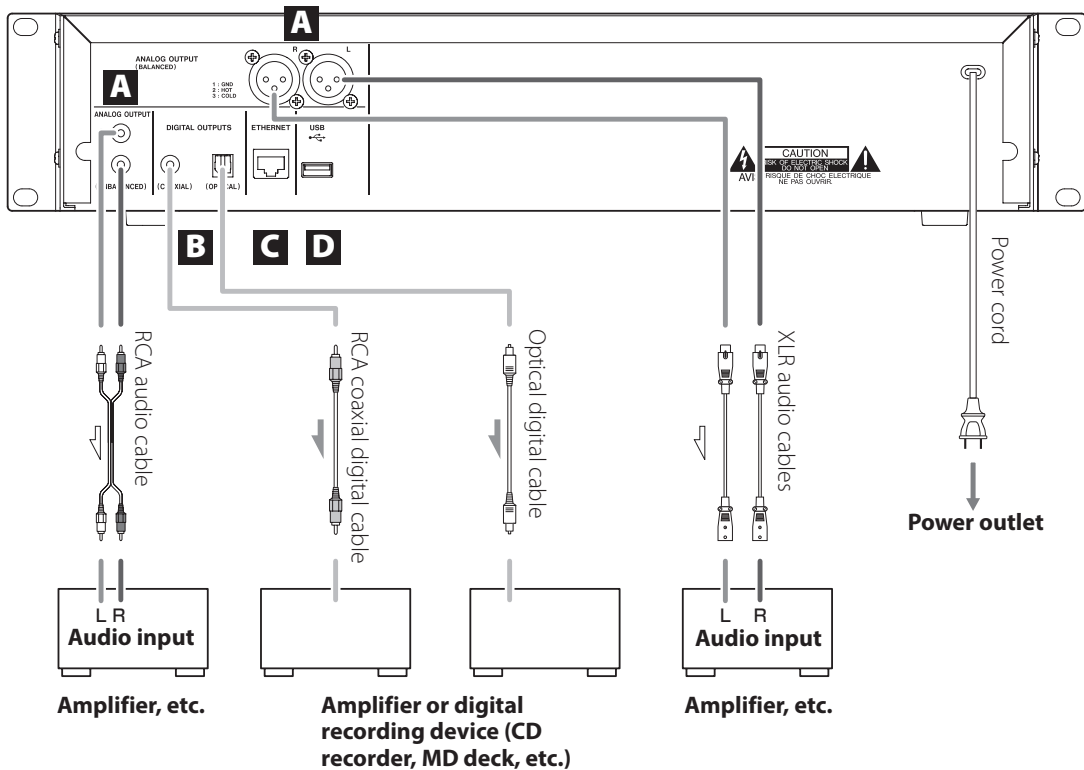 A
R L
ANALOG OUTPUT
(BALANCED)
1 : GND
2 : HOT
3 : COLD
A
ANALOG OUTPUT
DIGITAL OUTPUTS
ETHERNET
USB
(COAXIAL)
CAUTION
RISK OF ELECTRIC SHOCK
DO NOT OPEN
RISQUE DE CHOC ELECTRIQUE
NE PAS OUVRIR.
B
C
D
RCA audio cable
RCA coaxial digital cable
Optical digital cable
XLR audio cables
Power cord
Power outlet
L R
Audio input
L R
Audio input
Amplifier, etc.
Amplifier or digital
recording device (CD
recorder, MD deck, etc.)
Amplifier, etc.